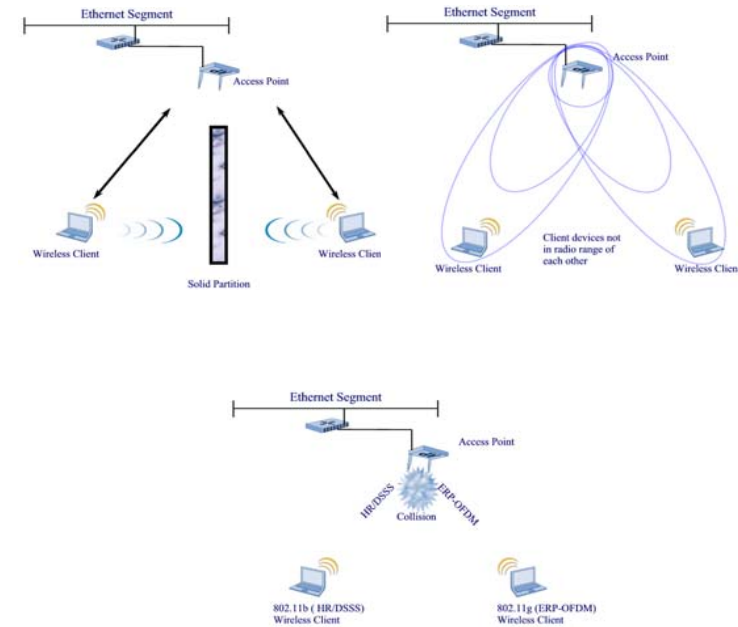 Ethernet Segment
Access Point
Wireless Client
Wireless Clien
Solid Partition
Ethernet Segment
Access Point
Client devices not
in radio range of
each other
Wireless Client
Wireless Clien
Ethernet Segment
Access Point
HR/DSSS
ERP-OFDM
Collision
802.11b ( HR/DSSS)
Wireless Client
802.11g (ERP-OFDM)
Wireless Client